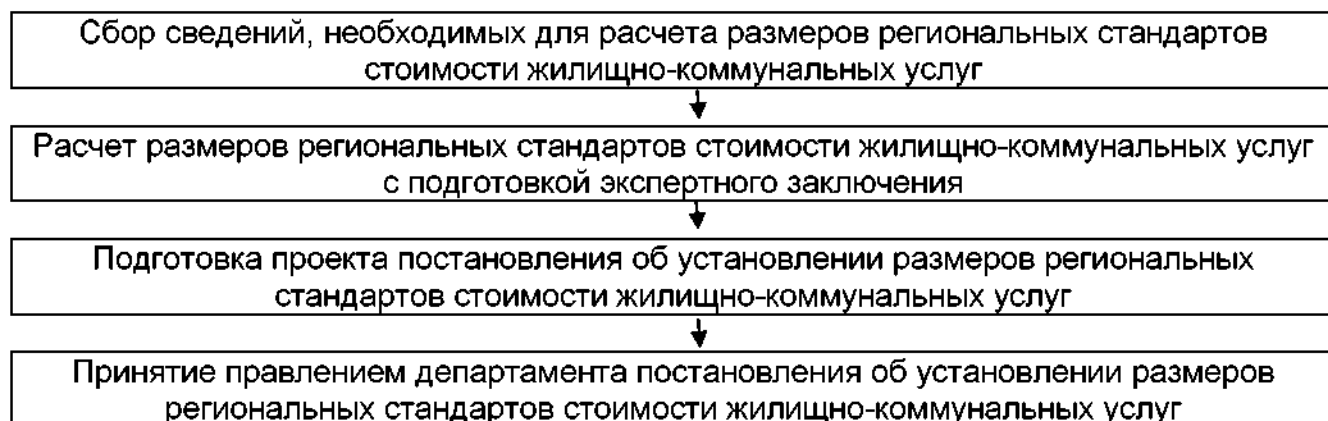 Сбор сведений, необходимых для расчета размеров региональных стандартов
стоимости жилищно-коммунальных услуг
Расчет размеров региональных стандартов стоимости жилищно-коммунальных услуг
с подготовкой экспертного заключения
Подготовка проекта постановления об установлении размеров региональных
стандартов стоимости жилищно-коммунальных услуг
Принятие правлением департамента постановления об установлении размеров
региональных стандартов стоимости жилищно-коммунальных услуг